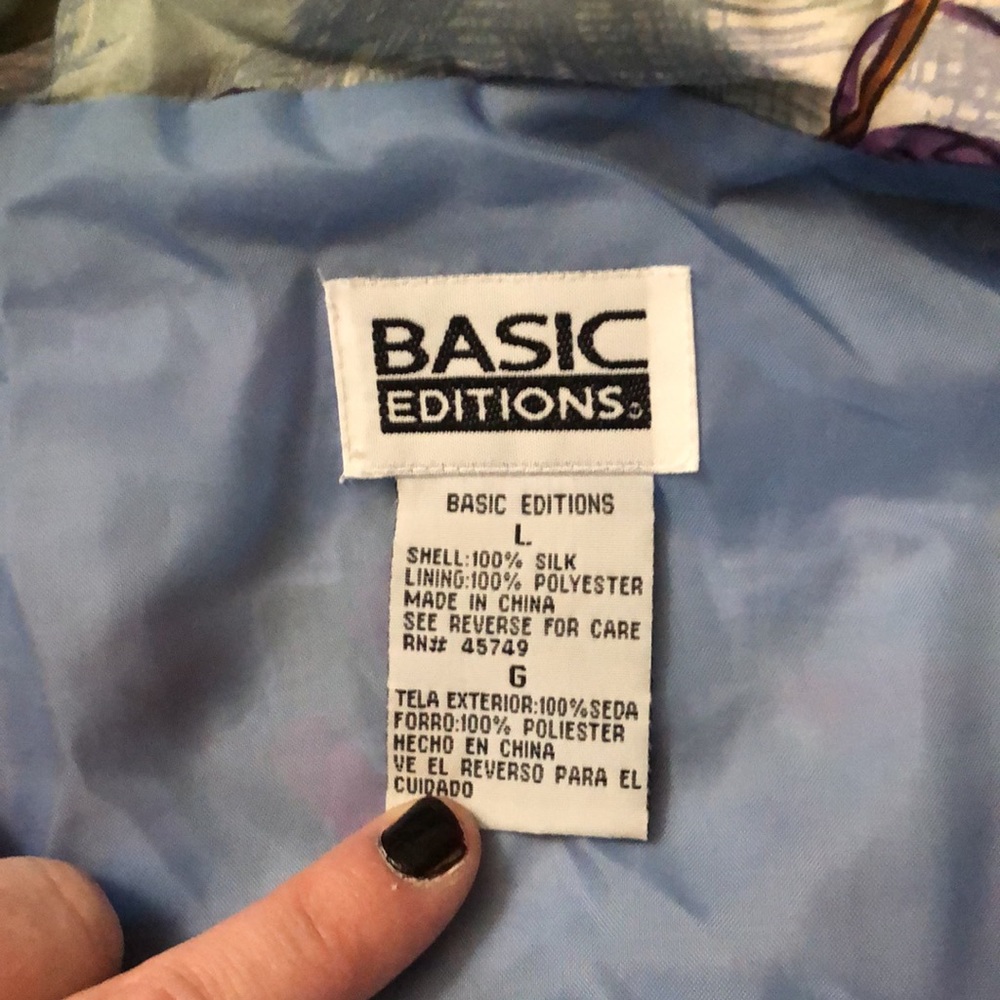 BASIC
EDITIONS
BASIC EDITIONS
L
SHELL:100% SILK
LINING:100% POLYESTER
MADE IN CHINA
SEE REVERSE FOR CARE
RN# 45749
G
TELA EXTERIOR:100%SEDA
FORRO:100% POLIESTER
HECHO EN CHINA
VE EL REVERSO PARA EL
CUIDADO